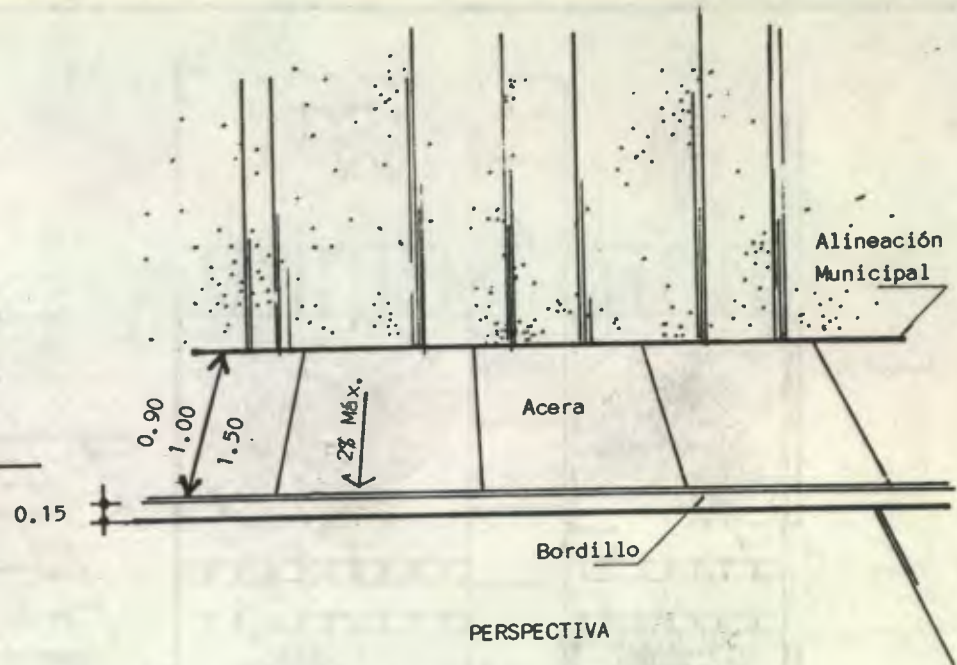 Alineación
Municipal
0.90
1.00
1.50
2% Máx.
Acera
0.15
Bordillo
PERSPECTIVA